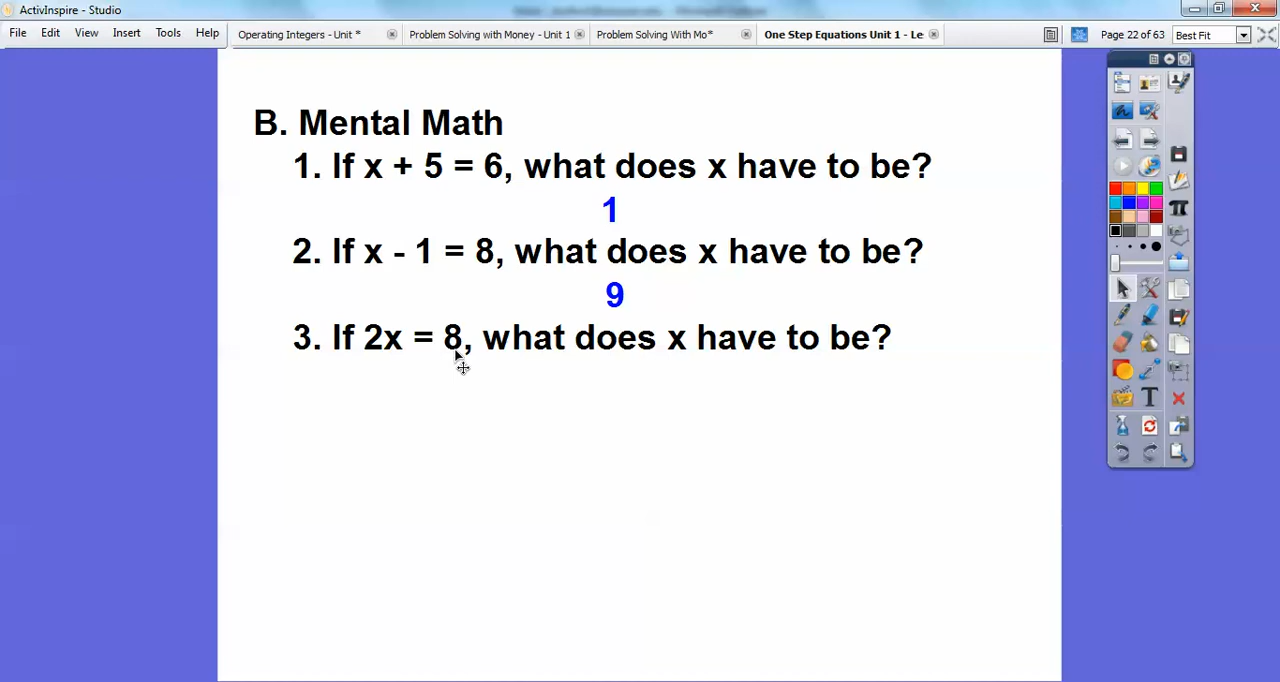 ActivInspire - Studio
File Edit View Insert Tools Help
Operating Integers - Unit *
Problem Solving with Money - Unit 1
Problem Solving With Mo*
One Step Equations Unit 1 - Le
Page 22 of 63
Best Fit
B. Mental Math
1. If x + 5 = 6, what does x have to be?
1
2. If x - 1 = 8, what does x have to be?
9
3. If 2x = 8, what does x have to be?